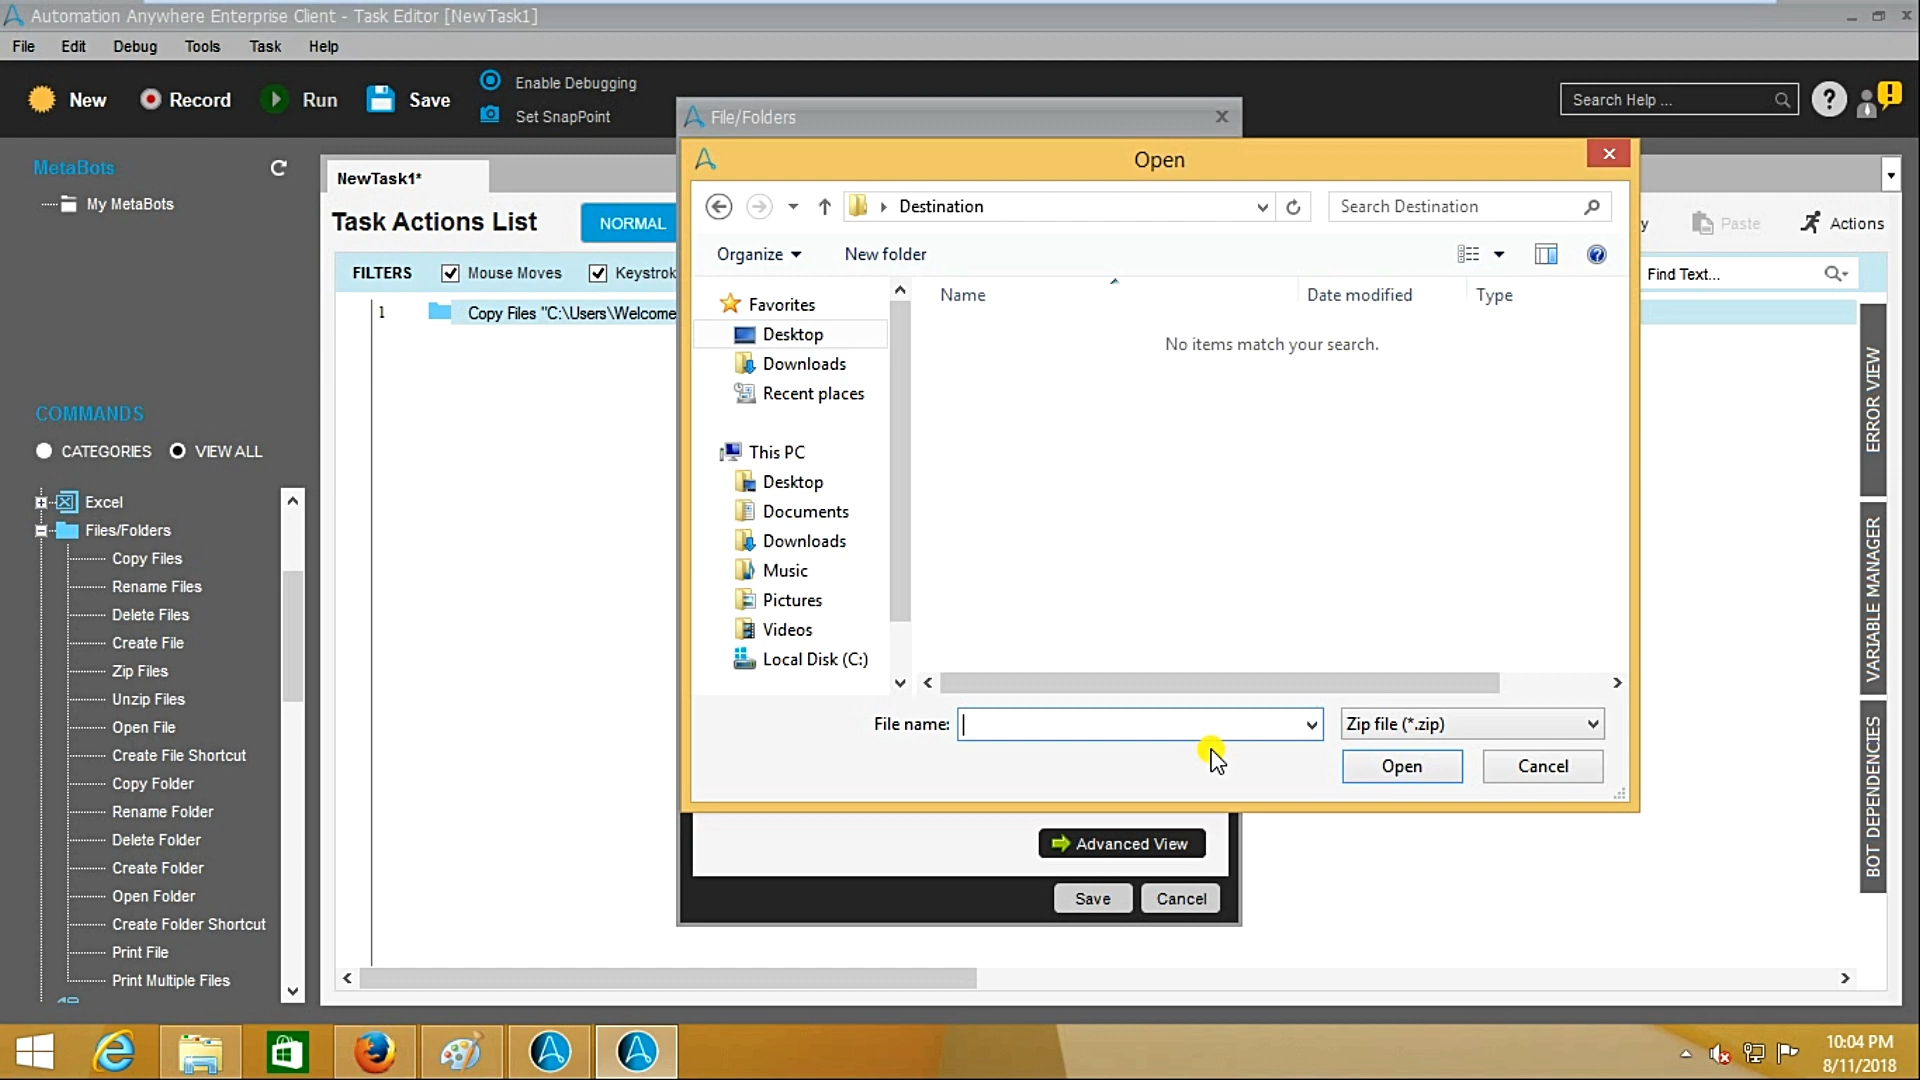 Automation Anywhere Enterprise Client - Task Editor [NewTask1]
File Edit Debug Tools Task Help
New Record Run Save
Enable Debugging
Set SnapPoint
Search Help ...
?
File/Folders
Open
MetaBots
My MetaBots
NewTask1*
Task Actions List
NORMAL
Paste
Actions
FILTERS Mouse Moves Keystrok
Find Text...
1 Copy Files "C:\Users\Welcome
Destination
Search Destination
Organize
New folder
Name
Date modified
Type
No items match your search.
Favorites
Desktop
Downloads
Recent places
This PC
Desktop
Documents
Downloads
Music
Pictures
Videos
Local Disk (C:)
File name:
Zip file (*.zip)
Open
Cancel
Advanced View
Save
Cancel
COMMANDS
CATEGORIES VIEW ALL
Excel
Files/Folders
Copy Files
Rename Files
Delete Files
Create File
Zip Files
Unzip Files
Open File
Create File Shortcut
Copy Folder
Rename Folder
Delete Folder
Create Folder
Open Folder
Create Folder Shortcut
Print File
Print Multiple Files
ERROR VIEW
VARIABLE MANAGER
BOT DEPENDENCIES
10:04 PM
8/11/2018